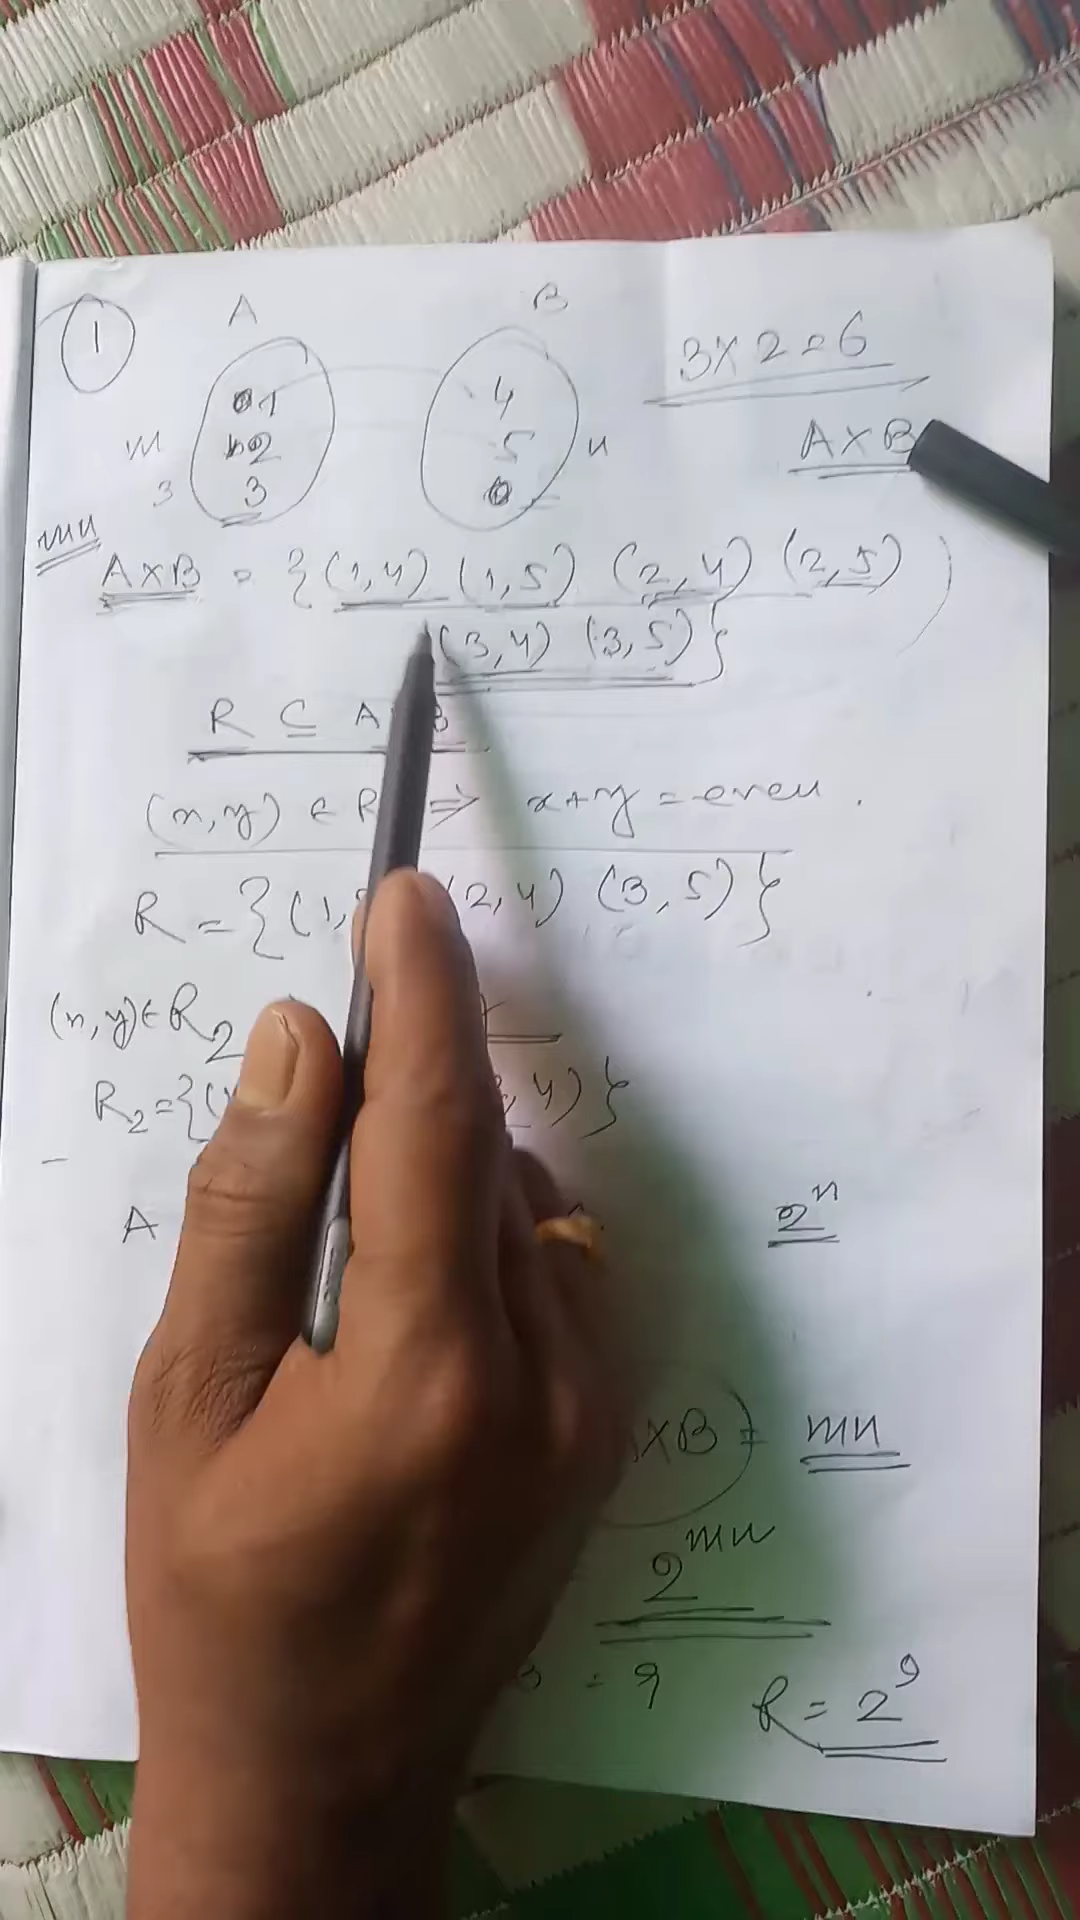 1
A B
3×2=6
1 4
m 2 5 n
3 3
A×B
mn
A×B = {(1,4) (1,5) (2,4) (2,5)
(3,4) (3,5)}
R ⊆ A B
(x,y) ∈ R ⇒ x+y = even.
R = {(1, (2,4) (3,5)}
(x,y) ∈ R2
R2 = {( 4)}
A 2^n
×B) = mn
2^mn
3 = 9 R = 2^9